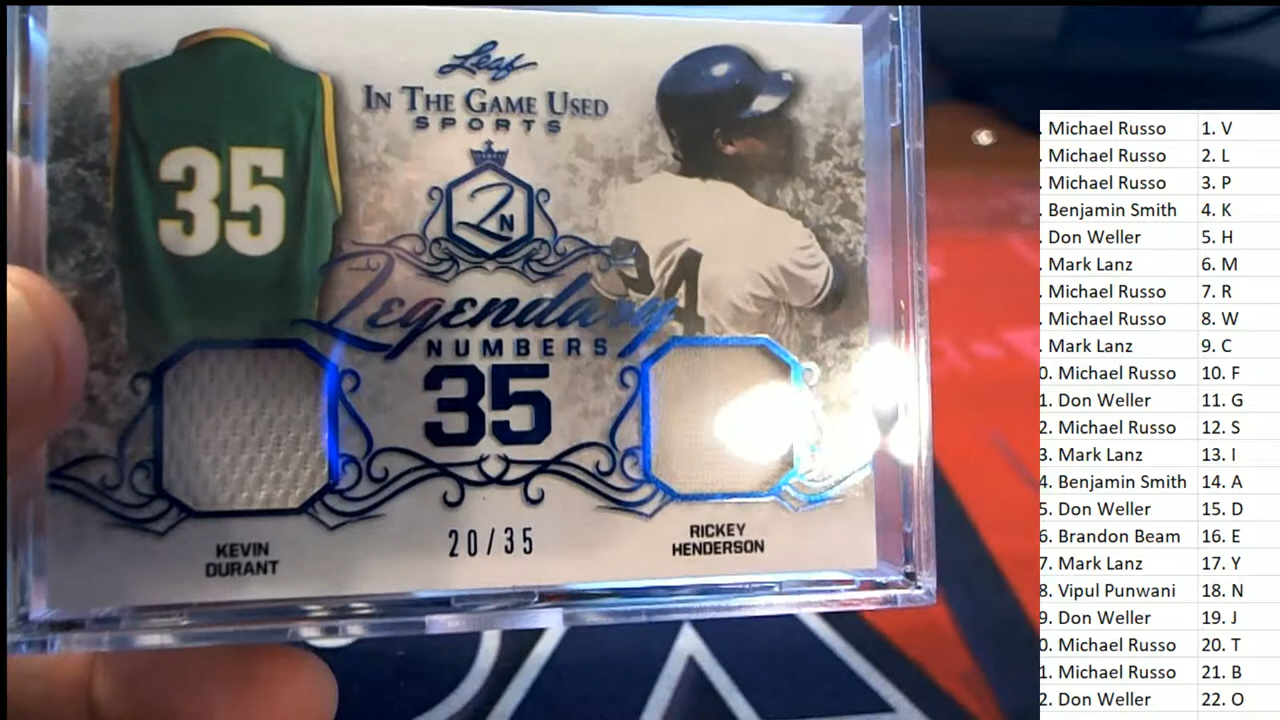 35
Leaf
IN THE GAME USED
SPORTS
LN
Legendary
NUMBERS
35
20/35
KEVIN
DURANT
RICKEY
HENDERSON
. Michael Russo 1. V
. Michael Russo 2. L
. Michael Russo 3. P
. Benjamin Smith 4. K
. Don Weller 5. H
. Mark Lanz 6. M
. Michael Russo 7. R
. Michael Russo 8. W
. Mark Lanz 9. C
0. Michael Russo 10. F
1. Don Weller 11. G
2. Michael Russo 12. S
3. Mark Lanz 13. I
4. Benjamin Smith 14. A
5. Don Weller 15. D
6. Brandon Beam 16. E
7. Mark Lanz 17. Y
8. Vipul Punwani 18. N
9. Don Weller 19. J
0. Michael Russo 20. T
1. Michael Russo 21. B
2. Don Weller 22. O